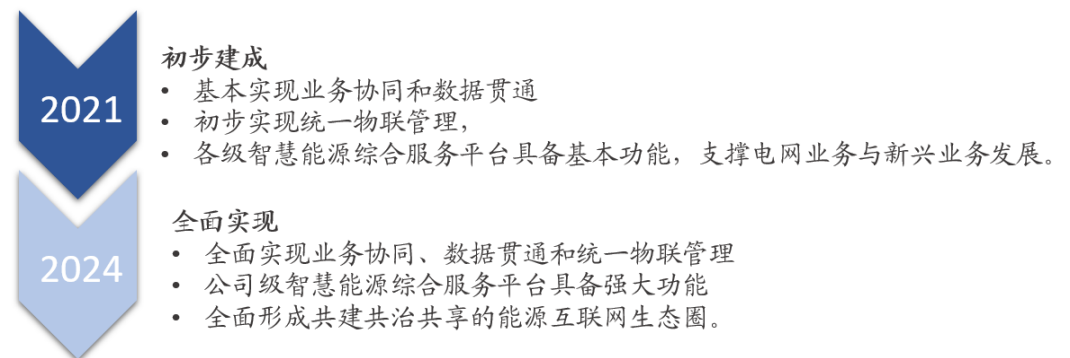 2021
初步建成
• 基本实现业务协同和数据贯通
• 初步实现统一物联管理，
• 各级智慧能源综合服务平台具备基本功能，支撑电网业务与新兴业务发展。
2024
全面实现
• 全面实现业务协同、数据贯通和统一物联管理
• 公司级智慧能源综合服务平台具备强大功能
• 全面形成共建共治共享的能源互联网生态圈。